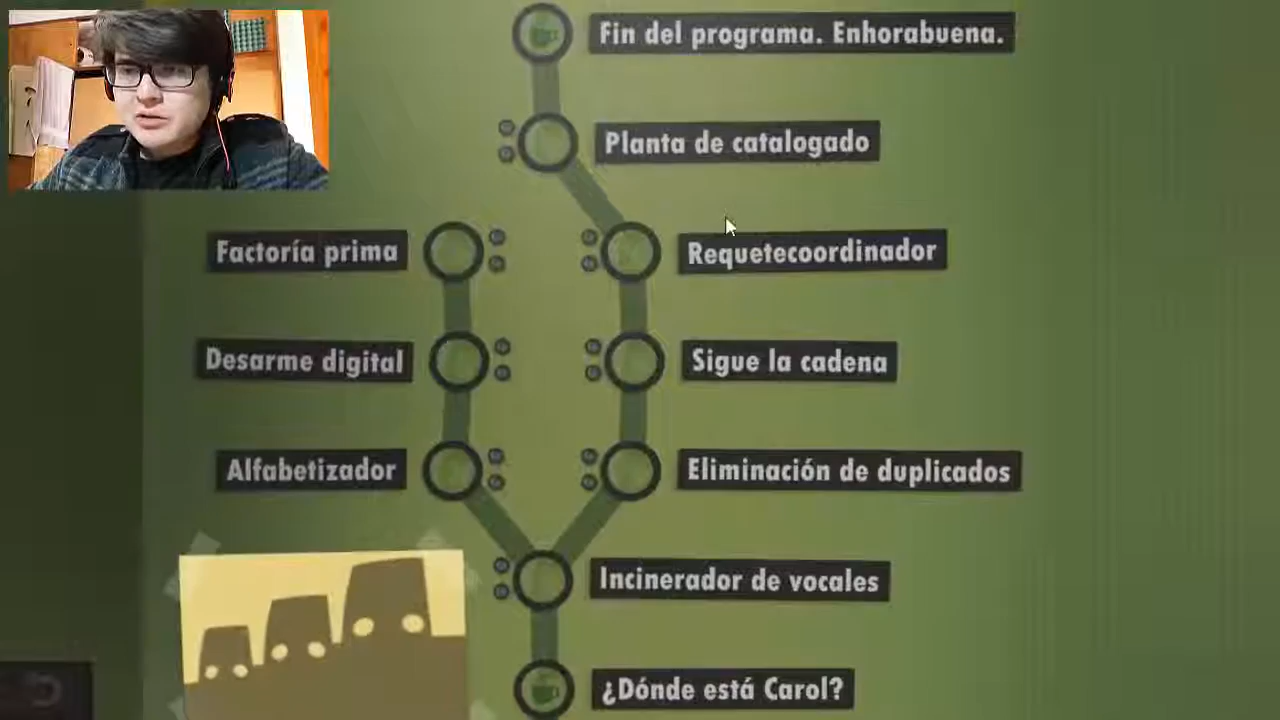 Fin del programa. Enhorabuena.
Planta de catalogado
Factoría prima
Requetecoordinador
Desarme digital
Sigue la cadena
Alfabetizador
Eliminación de duplicados
Incinerador de vocales
¿Dónde está Carol?